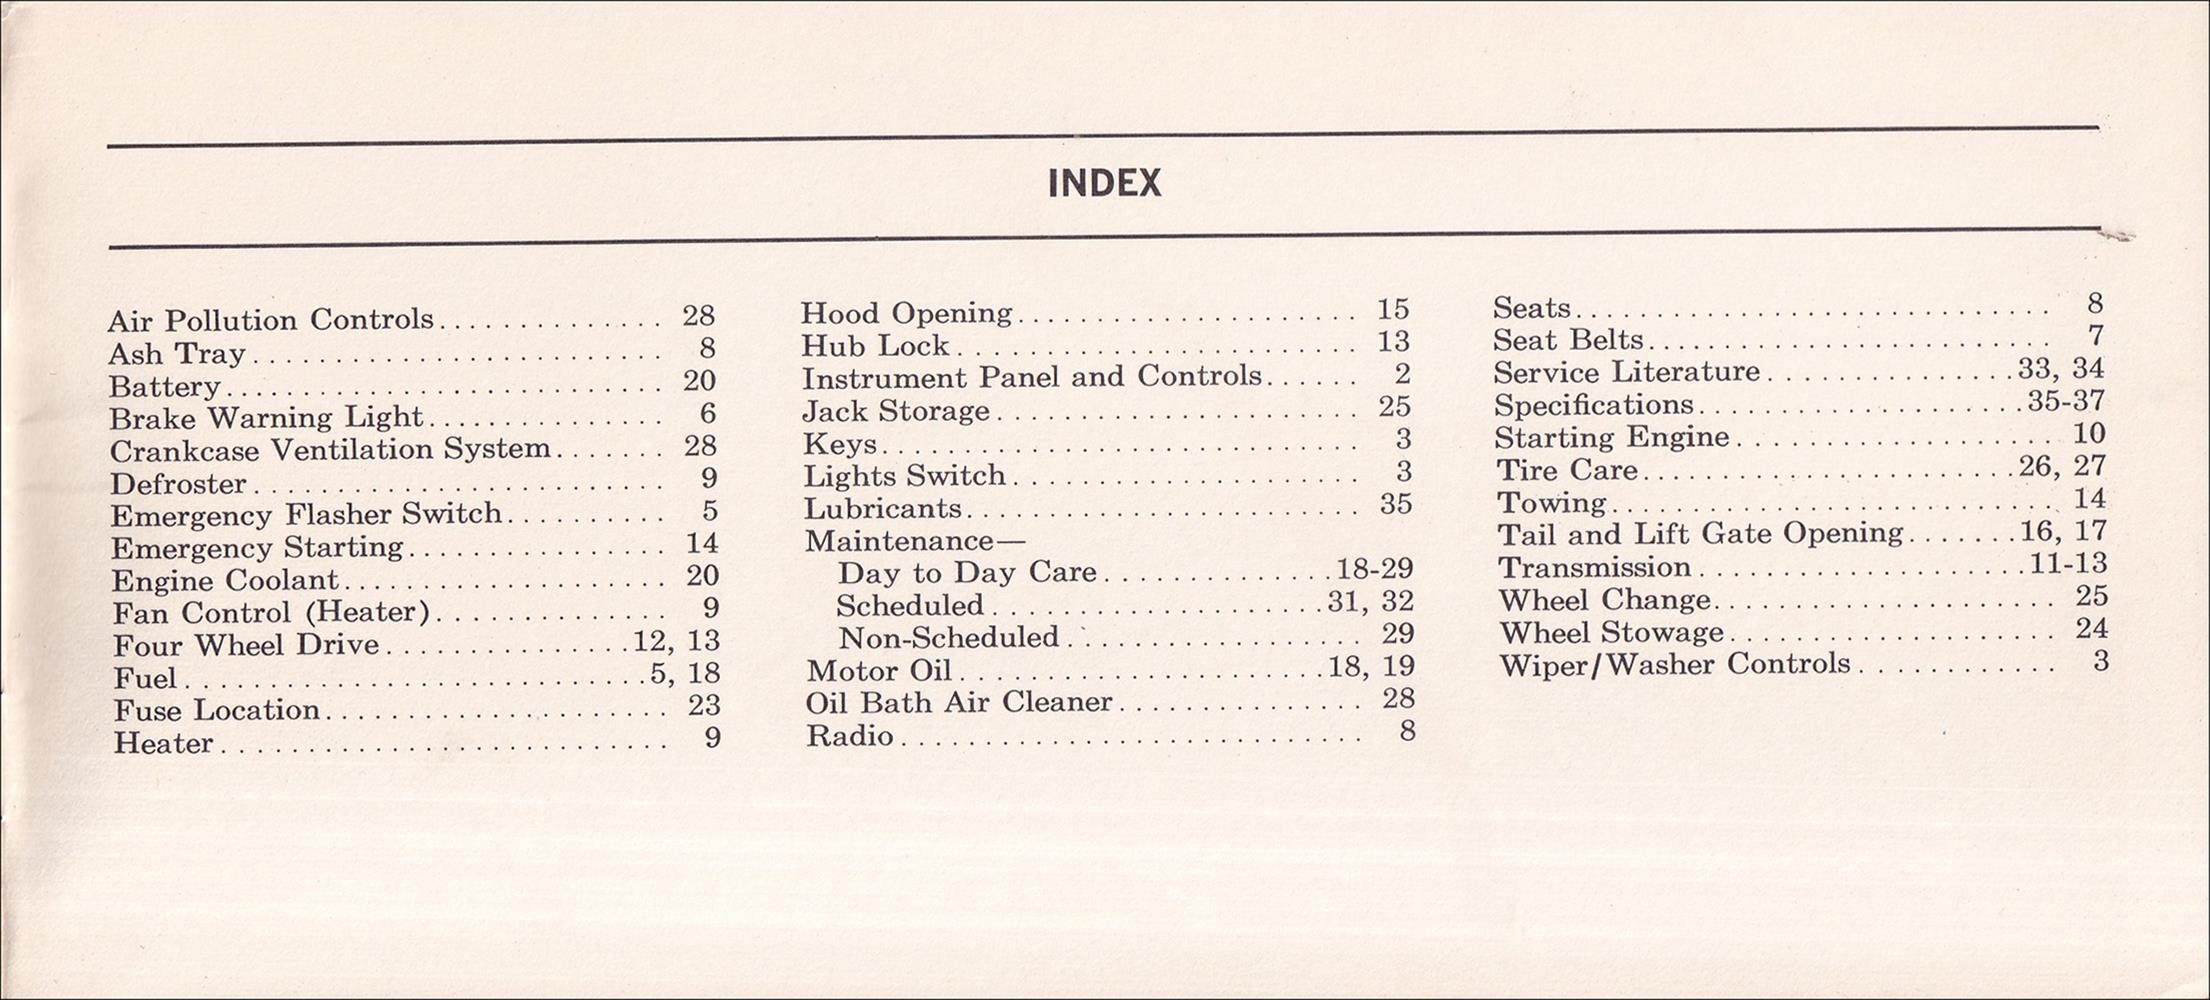 INDEX
Air Pollution Controls.............. 28
Ash Tray......................... 8
Battery........................... 20
Brake Warning Light.............. 6
Crankcase Ventilation System....... 28
Defroster......................... 9
Emergency Flasher Switch.......... 5
Emergency Starting................ 14
Engine Coolant.................... 20
Fan Control (Heater).............. 9
Four Wheel Drive...............12, 13
Fuel............................5, 18
Fuse Location..................... 23
Heater........................... 9
Hood Opening..................... 15
Hub Lock........................ 13
Instrument Panel and Controls...... 2
Jack Storage...................... 25
Keys............................. 3
Lights Switch..................... 3
Lubricants........................ 35
Maintenance—
Day to Day Care..............18-29
Scheduled....................31, 32
Non-Scheduled.................. 29
Motor Oil......................18, 19
Oil Bath Air Cleaner............... 28
Radio............................ 8
Seats............................. 8
Seat Belts......................... 7
Service Literature...............33, 34
Specifications....................35-37
Starting Engine.................... 10
Tire Care.......................26, 27
Towing........................... 14
Tail and Lift Gate Opening.......16, 17
Transmission....................11-13
Wheel Change..................... 25
Wheel Stowage.................... 24
Wiper/Washer Controls............ 3